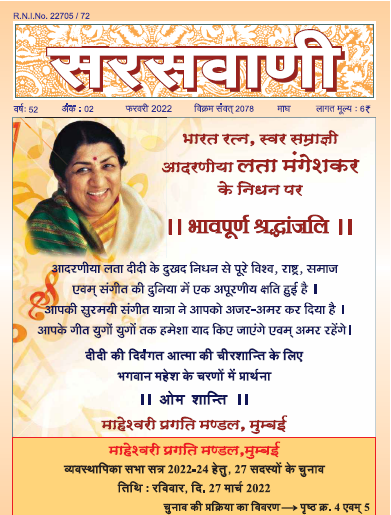 R.N.I.No. 22705 / 72
सरसवाणी
वर्ष: 52 अंक : 02 फरवरी 2022 विक्रम संवत् 2078 माघ लागत मूल्य : 6₹
भारत रत्न, स्वर सम्राज्ञी
आदरणीया लता मंगेशकर
के निधन पर
|| भावपूर्ण श्रद्धांजलि ||
आदरणीया लता दीदी के दुखद निधन से पूरे विश्व, राष्ट्र, समाज
एवम् संगीत की दुनिया में एक अपूरणीय क्षति हुई है ।
आपकी सुरमयी संगीत यात्रा ने आपको अजर-अमर कर दिया है ।
आपके गीत युगों युगों तक हमेशा याद किए जाएंगे एवम् अमर रहेंगे।
दीदी की दिवंगत आत्मा की चीरशान्ति के लिए
भगवान महेश के चरणों में प्रार्थना
|| ओम शान्ति ||
माहेश्वरी प्रगति मण्डल, मुम्बई
माहेश्वरी प्रगति मण्डल,मुम्बई
व्यवस्थापिका सभा सत्र 2022-24 हेतु, 27 सदस्यों के चुनाव
तिथि : रविवार, दि. 27 मार्च 2022
चुनाव की प्रक्रिया का विवरण→ पृष्ठ क्र. 4 एवम् 5